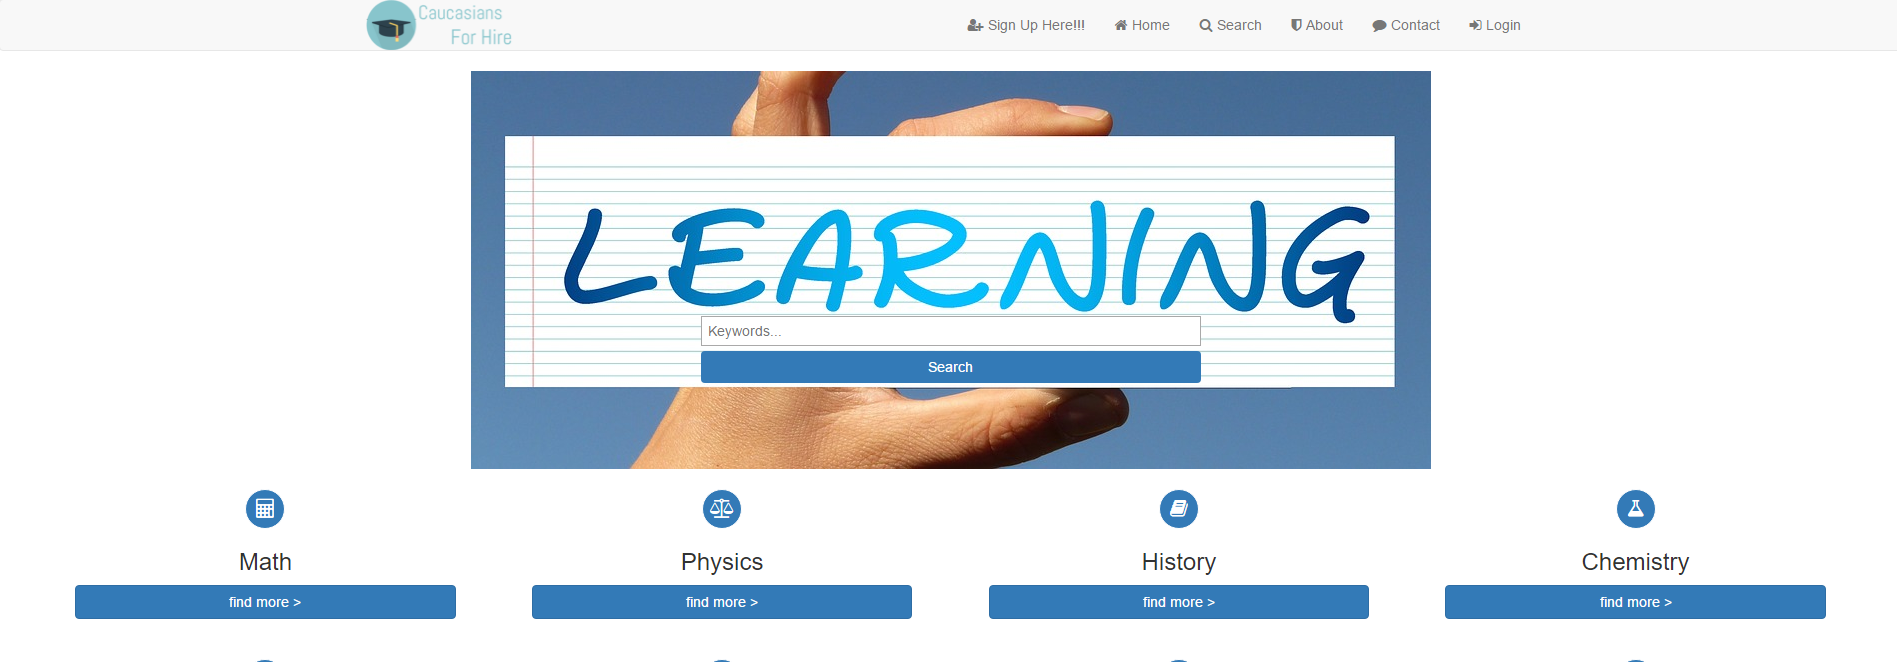 Caucasians
For Hire
Sign Up Here!!! Home Search About Contact Login
LEARNING
Keywords...
Search
Math Physics History Chemistry
find more > find more > find more > find more >